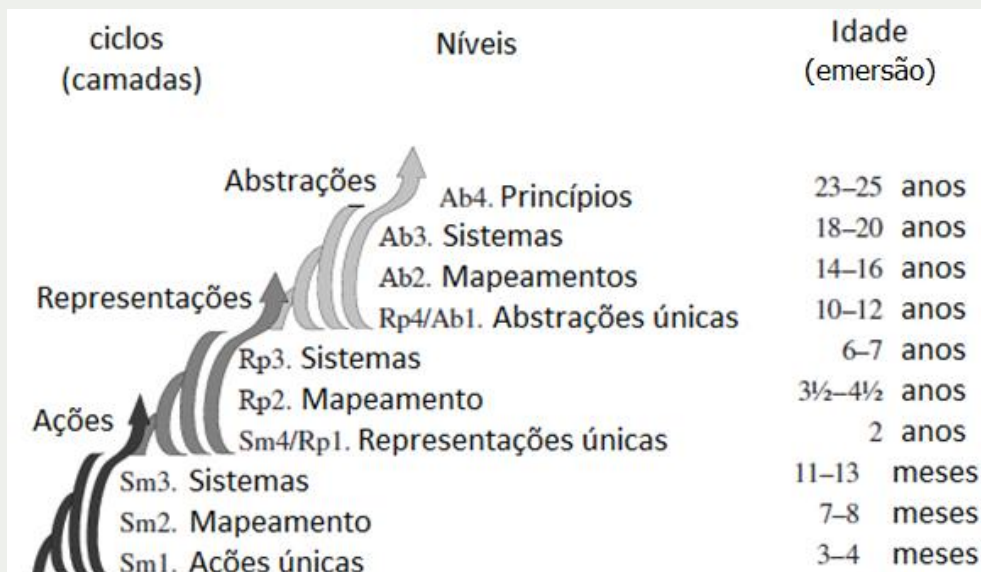 ciclos
(camadas)
Níveis
Idade
(emersão)
Abstrações
Ab4. Princípios 23–25 anos
Ab3. Sistemas 18–20 anos
Ab2. Mapeamentos 14–16 anos
Representações
Rp4/Ab1. Abstrações únicas 10–12 anos
Rp3. Sistemas 6–7 anos
Rp2. Mapeamento 3½–4½ anos
Ações
Sm4/Rp1. Representações únicas 2 anos
Sm3. Sistemas 11–13 meses
Sm2. Mapeamento 7–8 meses
Sm1. Ações únicas 3–4 meses